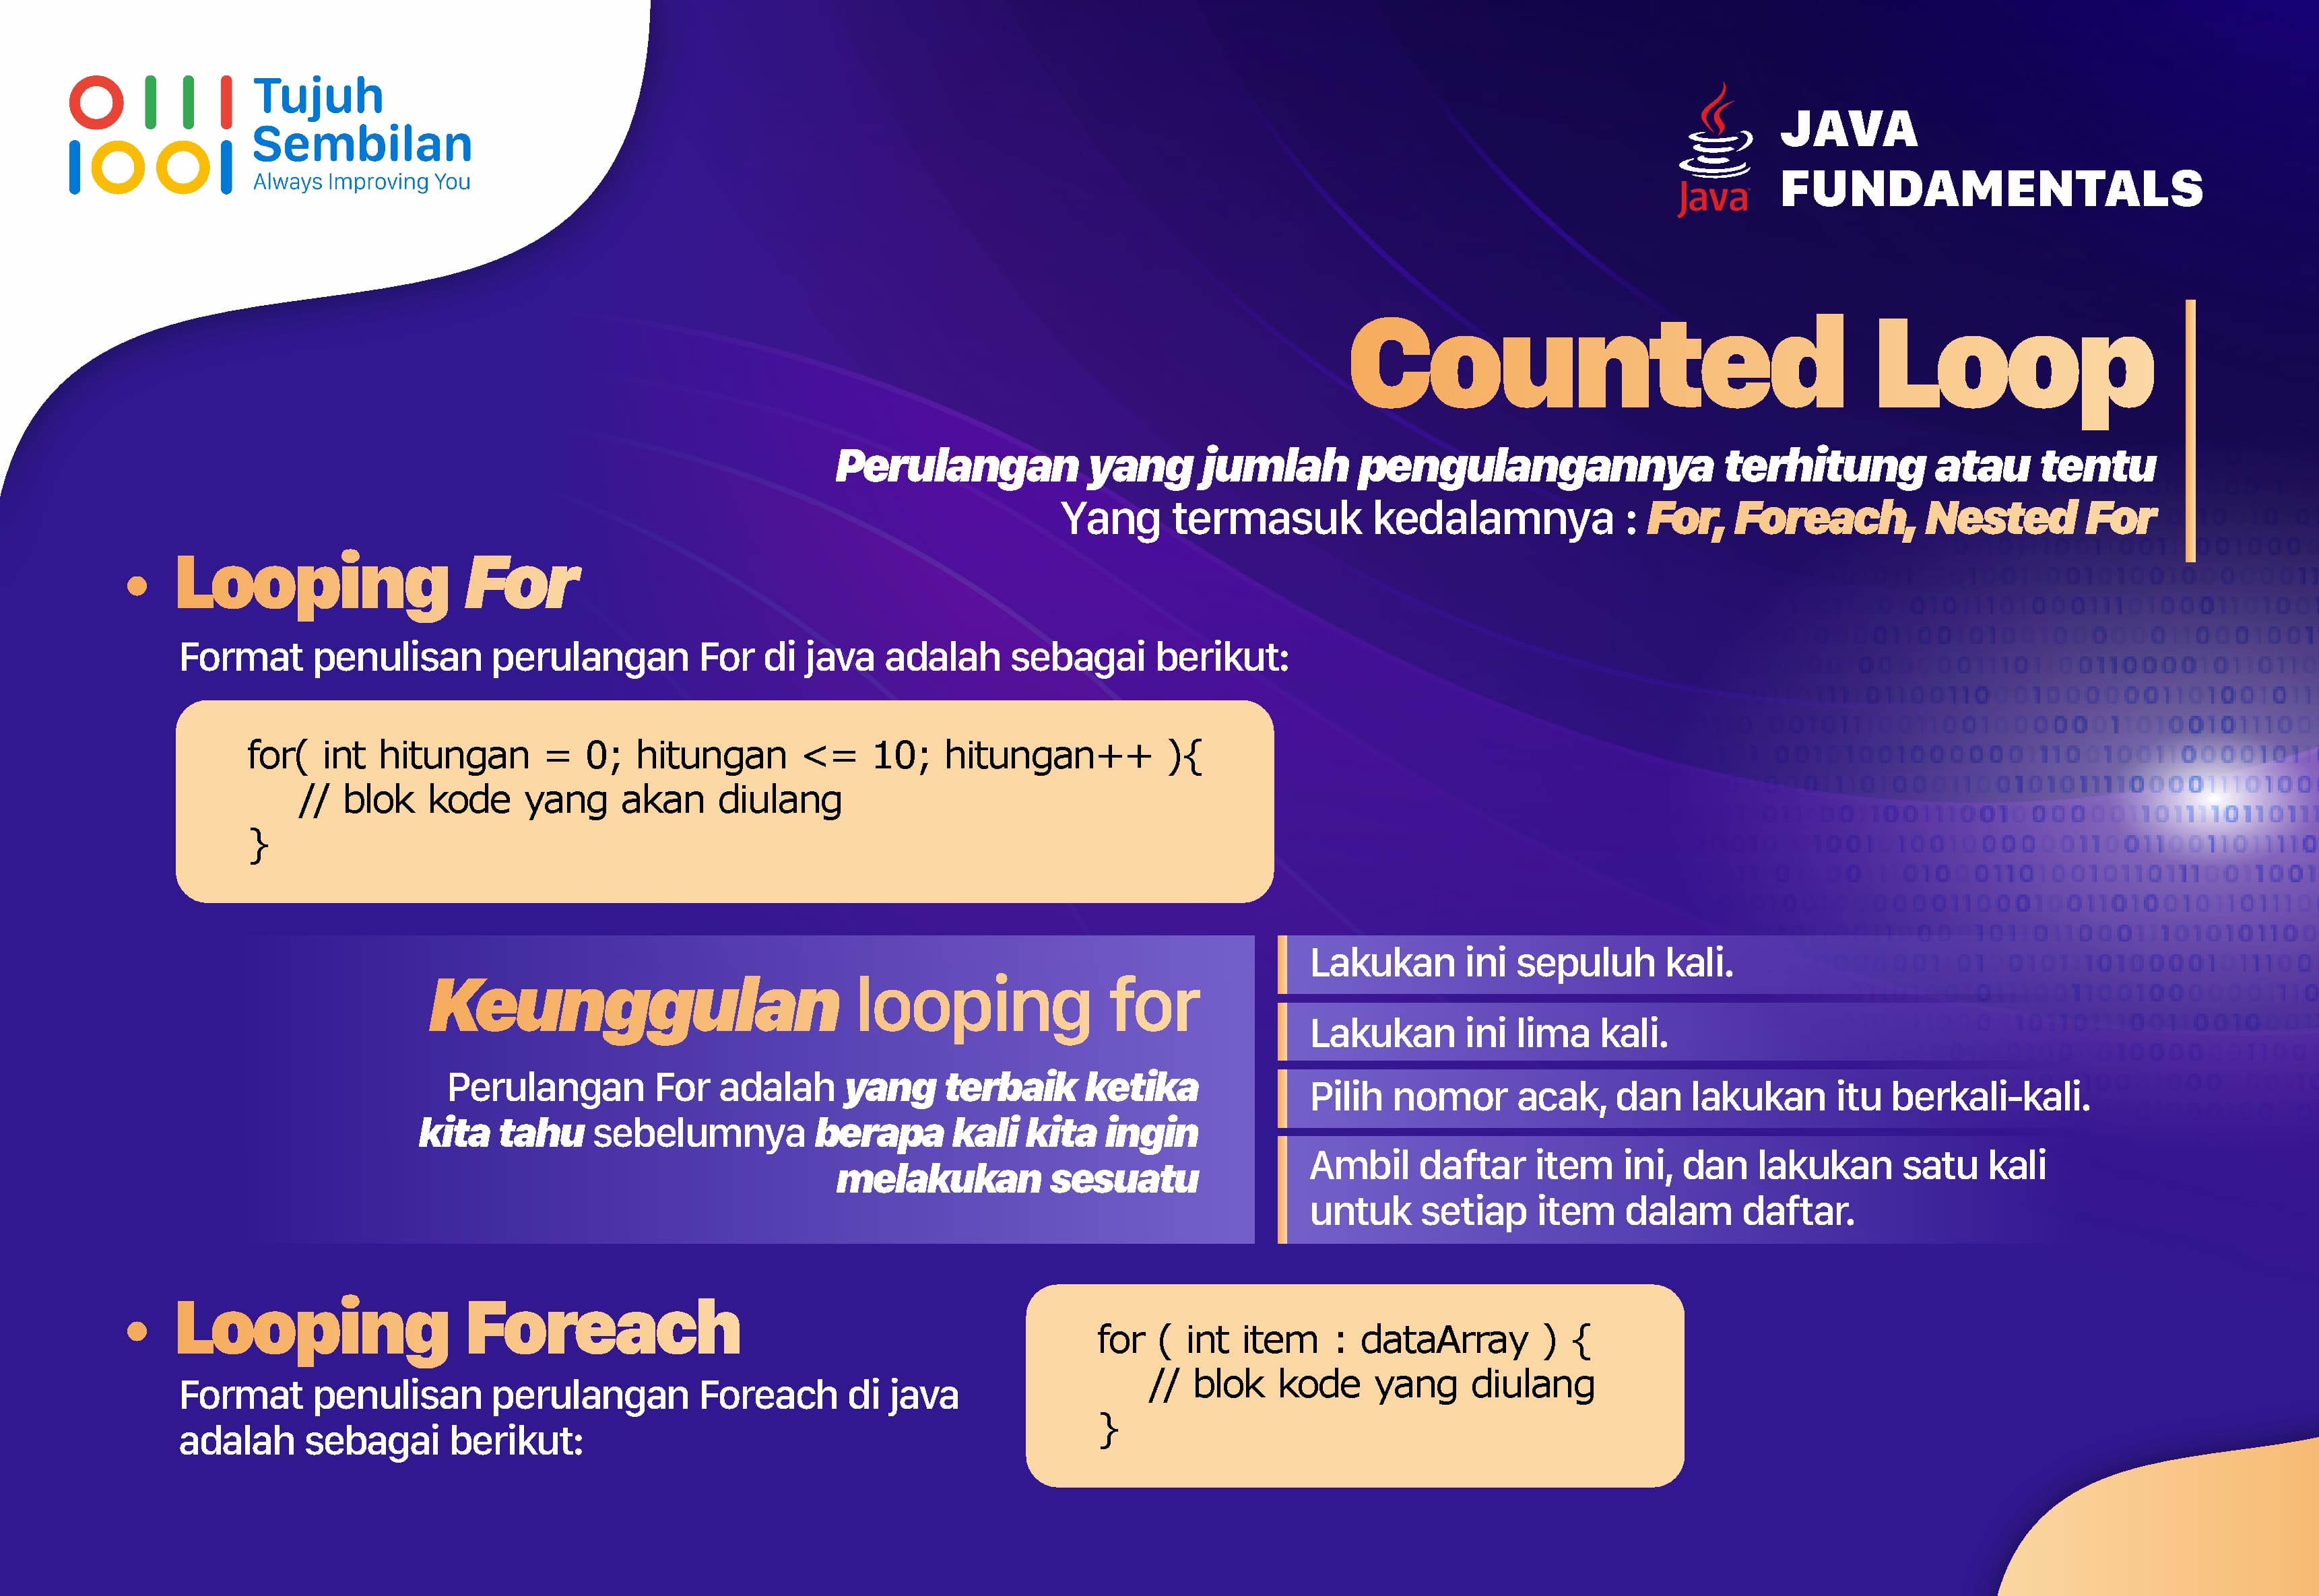 Tujuh
Sembilan
Always Improving You
Java
JAVA
FUNDAMENTALS
Counted Loop
Perulangan yang jumlah pengulangannya terhitung atau tentu
Yang termasuk kedalamnya : For, Foreach, Nested For
• Looping For
Format penulisan perulangan For di java adalah sebagai berikut:
for( int hitungan = 0; hitungan <= 10; hitungan++ ){
// blok kode yang akan diulang
}
Keunggulan looping for
Perulangan For adalah yang terbaik ketika
kita tahu sebelumnya berapa kali kita ingin
melakukan sesuatu
Lakukan ini sepuluh kali.
Lakukan ini lima kali.
Pilih nomor acak, dan lakukan itu berkali-kali.
Ambil daftar item ini, dan lakukan satu kali
untuk setiap item dalam daftar.
• Looping Foreach
Format penulisan perulangan Foreach di java
adalah sebagai berikut:
for ( int item : dataArray ) {
// blok kode yang diulang
}